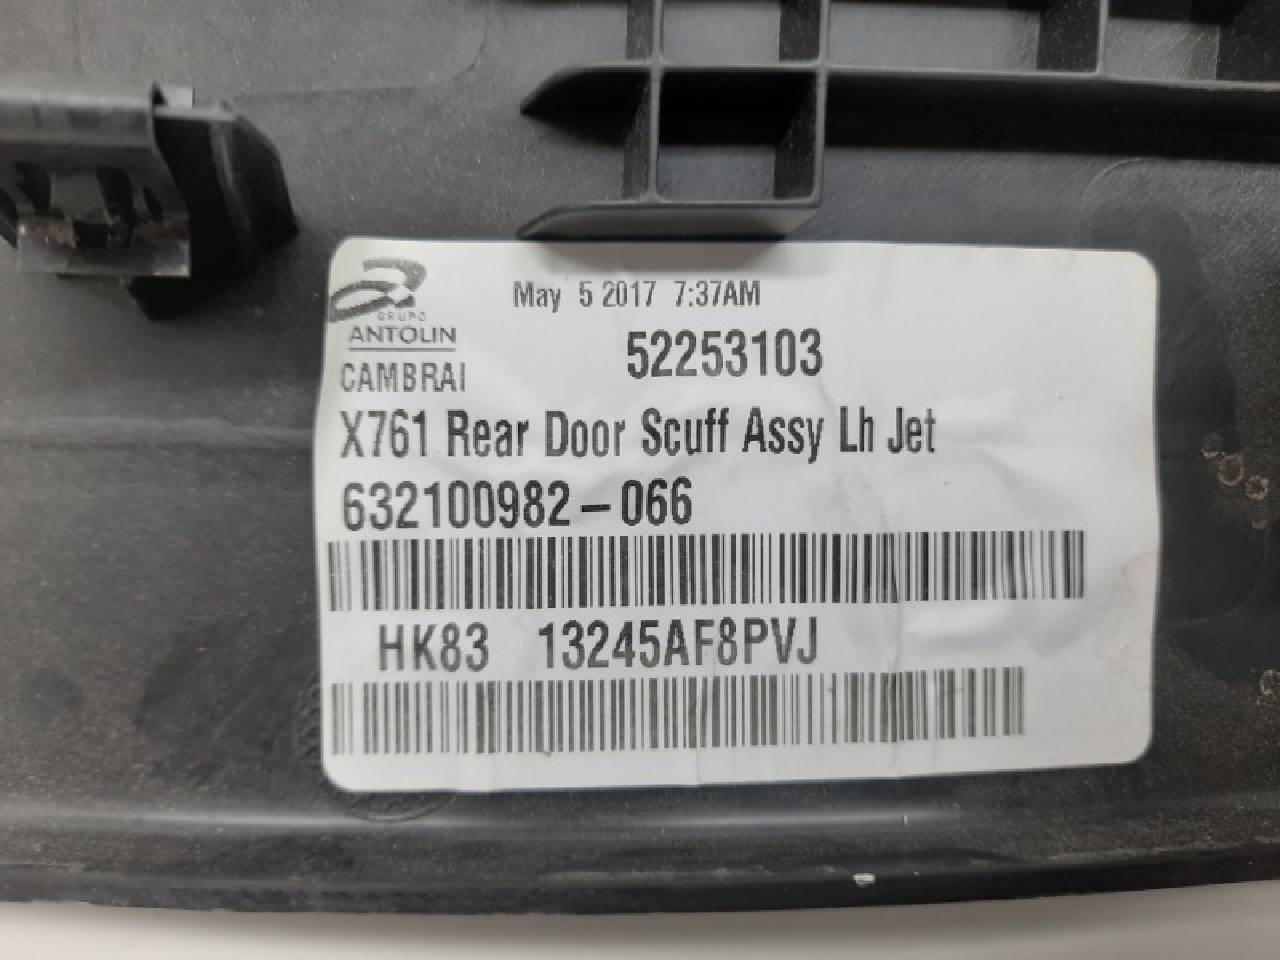 May 5 2017 7:37AM
GRUPO
ANTOLIN
52253103
CAMBRAI
X761 Rear Door Scuff Assy Lh Jet
632100982-066
HK83 13245AF8PVJ